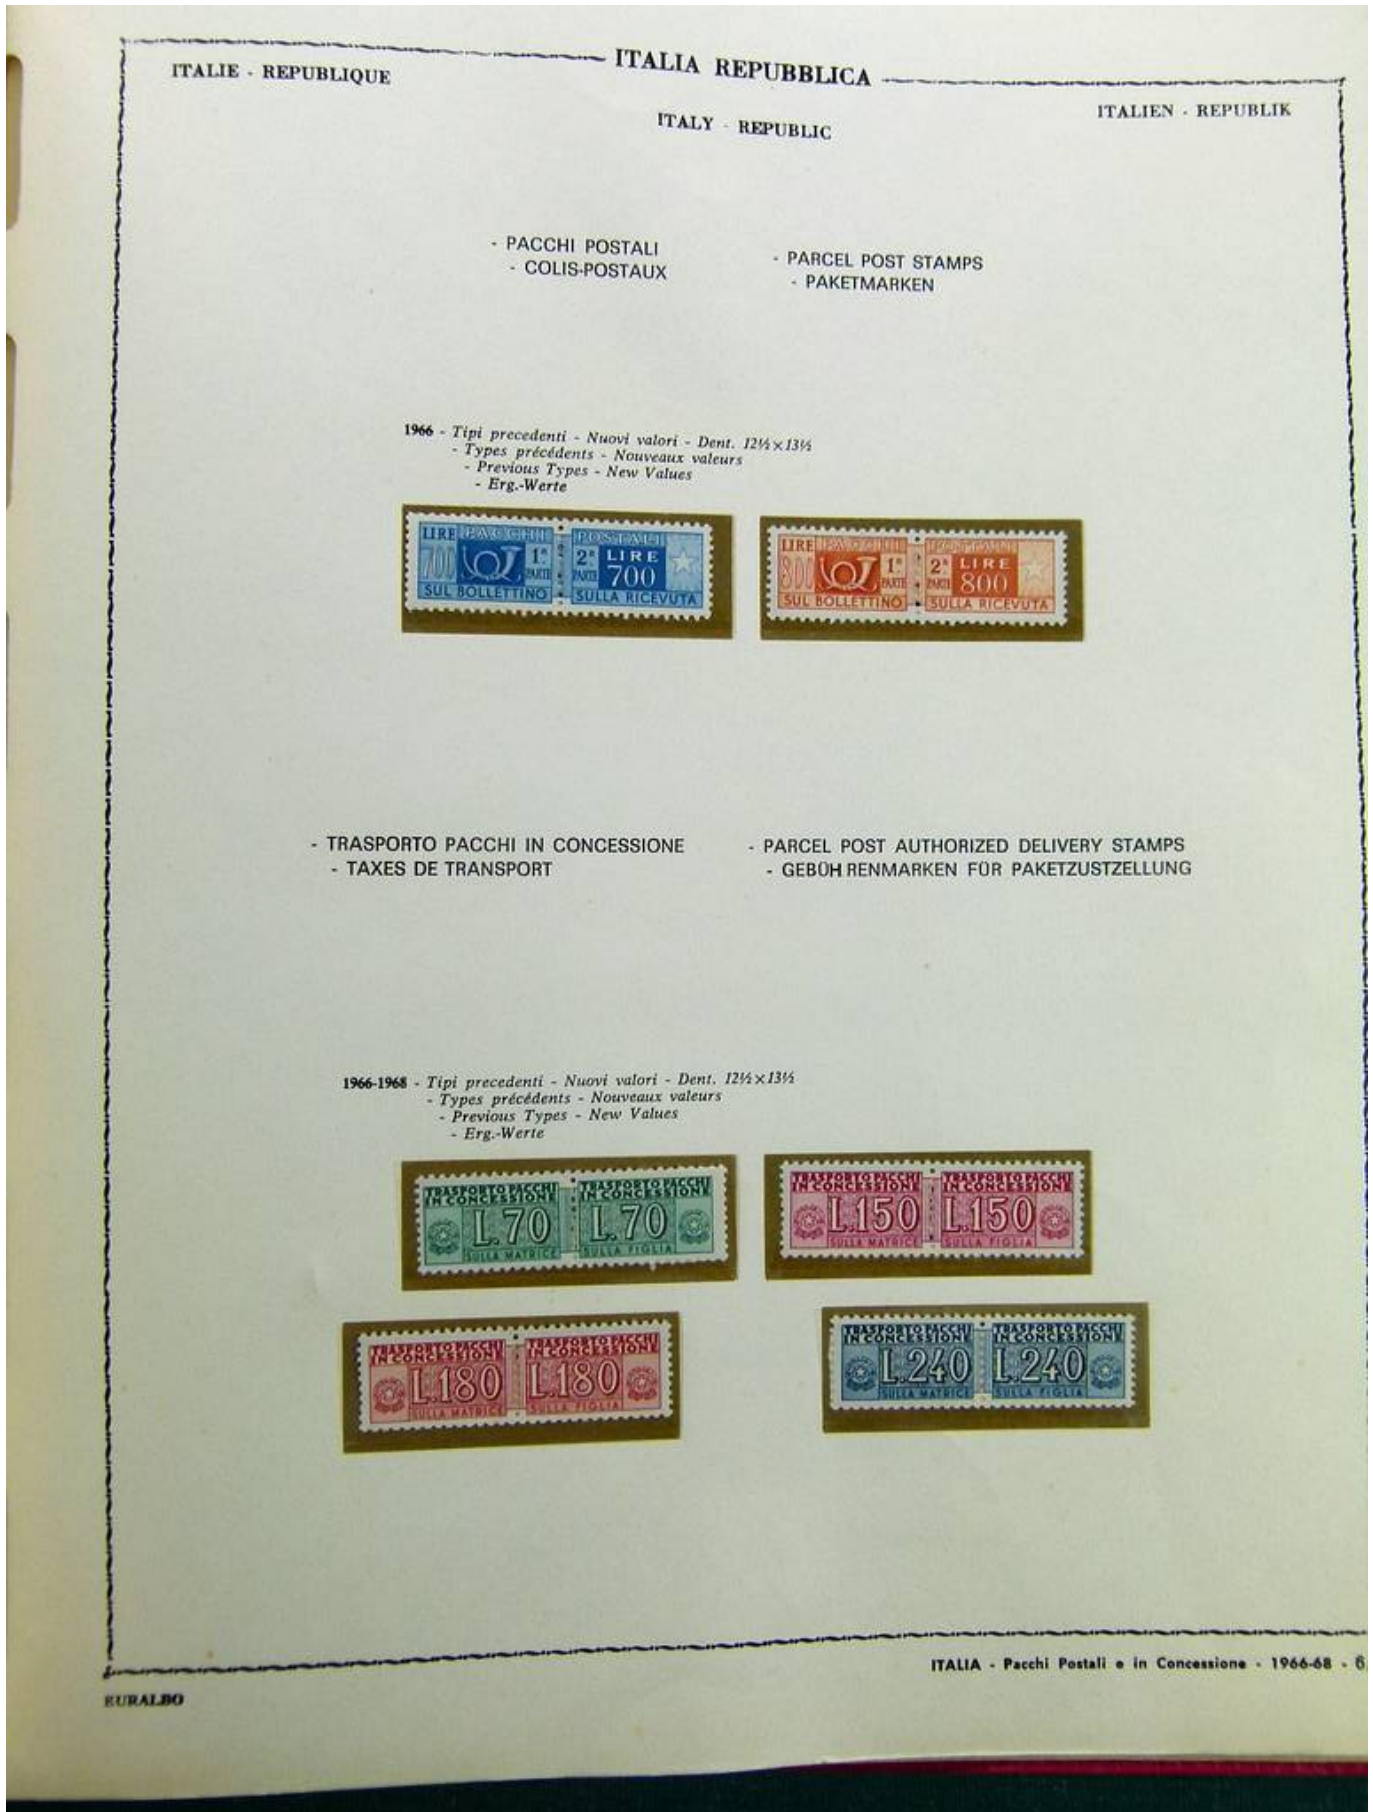 ITALIA REPUBBLICA
ITALIE - REPUBLIQUE
ITALY - REPUBLIC
ITALIEN - REPUBLIK
- PACCHI POSTALI
- COLIS-POSTAUX
- PARCEL POST STAMPS
- PAKETMARKEN
1966 - Tipi precedenti - Nuovi valori - Dent. 12½×13½
- Types précédents - Nouveaux valeurs
- Previous Types - New Values
- Erg.-Werte
LIRE PACCHI POSTALI
700 1ª PARTE 2ª PARTE LIRE 700
SUL BOLLETTINO SULLA RICEVUTA
LIRE PACCHI POSTALI
800 1ª PARTE 2ª PARTE LIRE 800
SUL BOLLETTINO SULLA RICEVUTA
- TRASPORTO PACCHI IN CONCESSIONE
- TAXES DE TRANSPORT
- PARCEL POST AUTHORIZED DELIVERY STAMPS
- GEBÜH RENMARKEN FÜR PAKETZUSTZELLUNG
1966-1968 - Tipi precedenti - Nuovi valori - Dent. 12½×13½
- Types précédents - Nouveaux valeurs
- Previous Types - New Values
- Erg.-Werte
TRASPORTO PACCHI TRASPORTO PACCHI
IN CONCESSIONE IN CONCESSIONE
L.70 L.70
SULLA MATRICE SULLA FIGLIA
TRASPORTO PACCHI TRASPORTO PACCHI
IN CONCESSIONE IN CONCESSIONE
L.150 L.150
SULLA MATRICE SULLA FIGLIA
TRASPORTO PACCHI TRASPORTO PACCHI
IN CONCESSIONE IN CONCESSIONE
L.180 L.180
SULLA MATRICE SULLA FIGLIA
TRASPORTO PACCHI TRASPORTO PACCHI
IN CONCESSIONE IN CONCESSIONE
L.240 L.240
SULLA MATRICE SULLA FIGLIA
ITALIA - Pacchi Postali e in Concessione - 1966-68 - 6
EURALBO